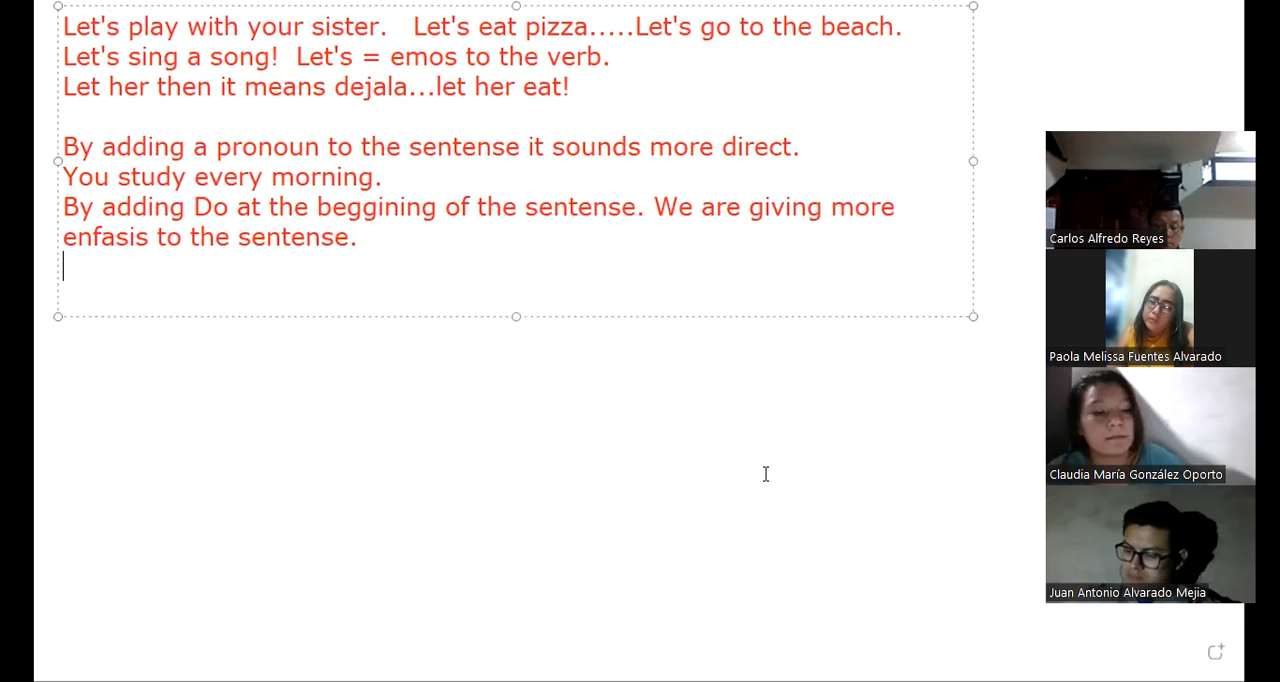 Let's play with your sister.   Let's eat pizza.....Let's go to the beach.
Let's sing a song!  Let's = emos to the verb.
Let her then it means dejala...let her eat!
By adding a pronoun to the sentense it sounds more direct.
You study every morning.
By adding Do at the beggining of the sentense. We are giving more
enfasis to the sentense.
Carlos Alfredo Reyes
Paola Melissa Fuentes Alvarado
Claudia María González Oporto
Juan Antonio Alvarado Mejia